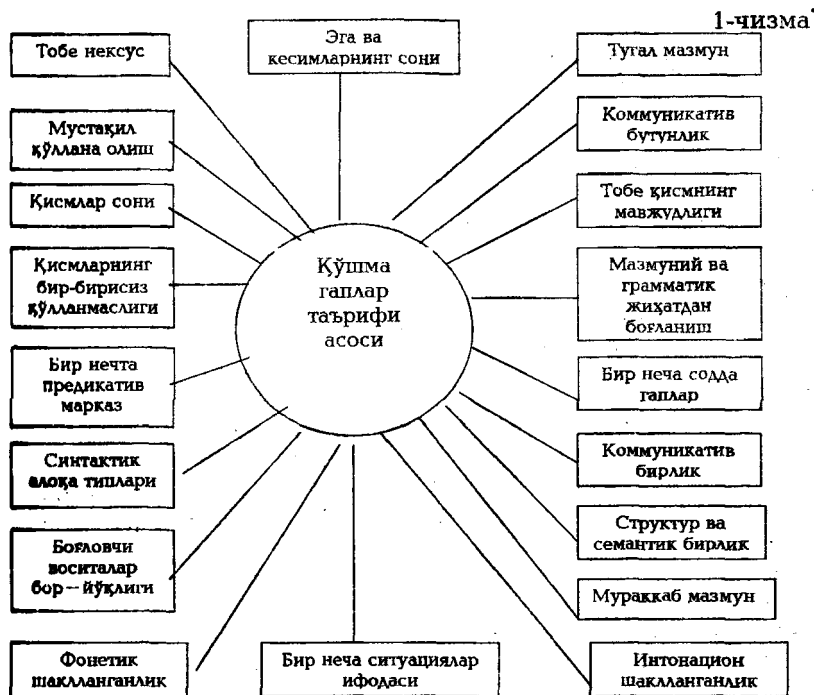 1-чизма
Тобе нексус
Эга ва
кесимларнинг сони
Тугал мазмун
Мустақил
қўллана олиш
Коммуникатив
бутунлик
Қисмлар сони
Тобе қисмнинг
мавжудлиги
Қўшма
гаплар
таърифи
асоси
Қисмларнинг
бир-бирисиз
қўлланмаслиги
Мазмуний ва
грамматик
жиҳатдан
боғланиш
Бир нечта
предикатив
марказ
Бир неча содда
гаплар
Синтактик
алоқа типлари
Коммуникатив
бирлик
Боғловчи
воситалар
бор–йўқлиги
Структур ва
семантик бирлик
Мураккаб мазмун
Фонетик
шаклланганлик
Бир неча ситуациялар
ифодаси
Интонацион
шаклланганлик